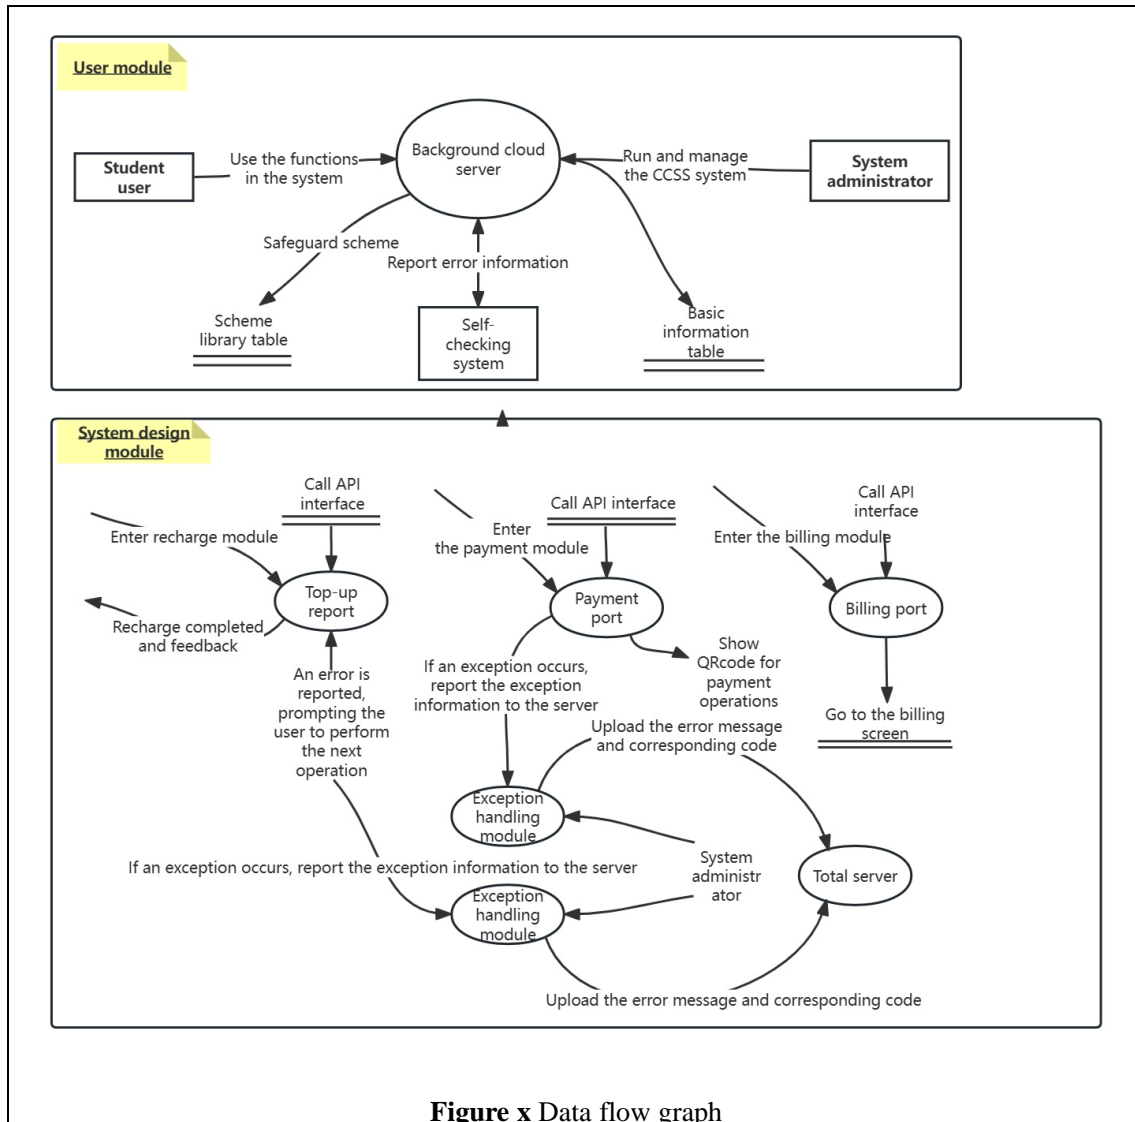 User module
Student
user
Use the functions
in the system
Background cloud
server
Run and manage
the CCSS system
System
administrator
Safeguard scheme
Report error information
Scheme
library table
Self-
checking
system
Basic
information
table
System design
module
Call API
interface
Enter recharge module
Top-up
report
Recharge completed
and feedback
An error is
reported,
prompting the
user to perform
the next
operation
Call API interface
Enter
the payment module
Payment
port
If an exception occurs,
report the exception
information to the server
Show
QRcode for
payment
operations
Call API
interface
Enter the billing module
Billing port
Go to the billing
screen
Upload the error message
and corresponding code
Exception
handling
module
If an exception occurs, report the exception information to the server
System
administr
ator
Total server
Exception
handling
module
Upload the error message and corresponding code
Figure x Data flow graph